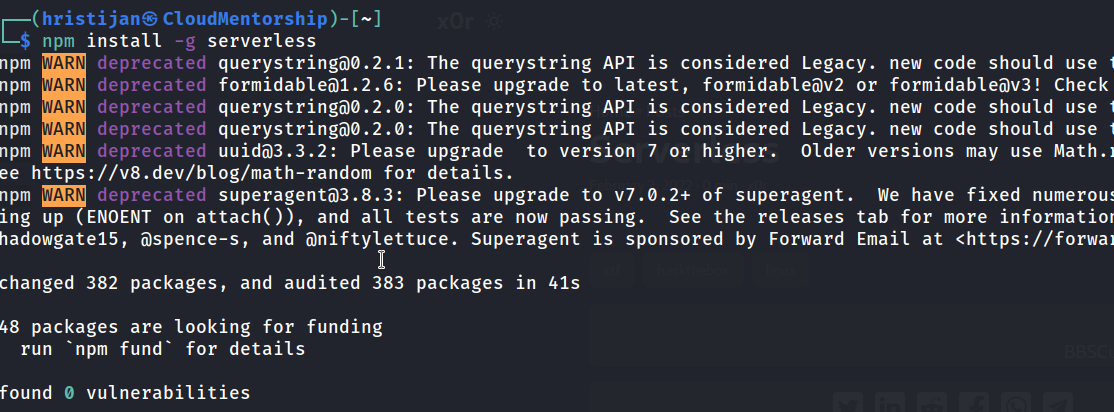 x0r
(hristijan㉿CloudMentorship)-[~]
$ npm install -g serverless
npm WARN deprecated querystring@0.2.1: The querystring API is considered Legacy. new code should use t
npm WARN deprecated formidable@1.2.6: Please upgrade to latest, formidable@v2 or formidable@v3! Check
npm WARN deprecated querystring@0.2.0: The querystring API is considered Legacy. new code should use t
npm WARN deprecated querystring@0.2.0: The querystring API is considered Legacy. new code should use t
npm WARN deprecated uuid@3.3.2: Please upgrade  to version 7 or higher.  Older versions may use Math.r
ee https://v8.dev/blog/math-random for details.
npm WARN deprecated superagent@3.8.3: Please upgrade to v7.0.2+ of superagent.  We have fixed numerous
ing up (ENOENT on attach()), and all tests are now passing.  See the releases tab for more information
hadowgate15, @spence-s, and @niftylettuce. Superagent is sponsored by Forward Email at <https://forwar
changed 382 packages, and audited 383 packages in 41s
48 packages are looking for funding
run `npm fund` for details
found 0 vulnerabilities